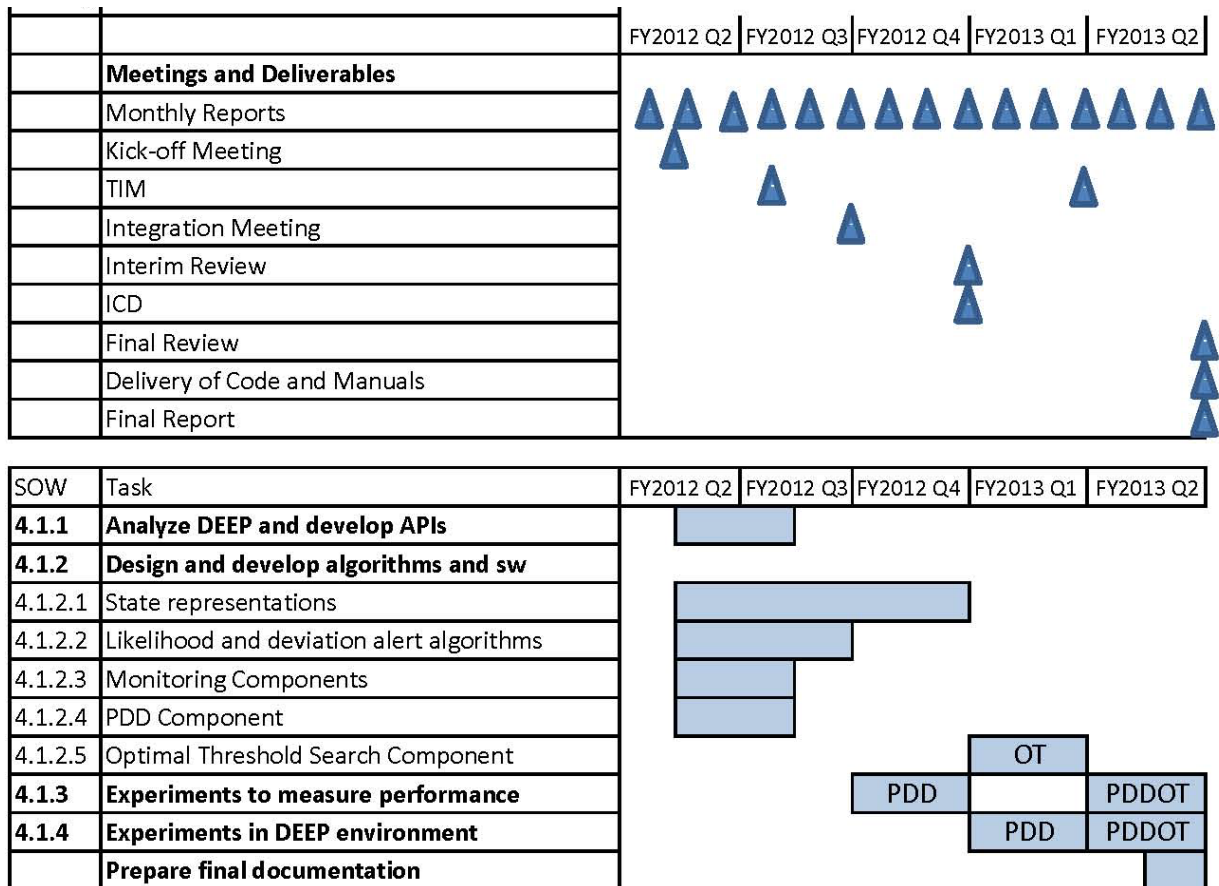 FY2012 Q2 FY2012 Q3 FY2012 Q4 FY2013 Q1 FY2013 Q2
Meetings and Deliverables
Monthly Reports
Kick-off Meeting
TIM
Integration Meeting
Interim Review
ICD
Final Review
Delivery of Code and Manuals
Final Report
SOW Task FY2012 Q2 FY2012 Q3 FY2012 Q4 FY2013 Q1 FY2013 Q2
4.1.1 Analyze DEEP and develop APIs
4.1.2 Design and develop algorithms and sw
4.1.2.1 State representations
4.1.2.2 Likelihood and deviation alert algorithms
4.1.2.3 Monitoring Components
4.1.2.4 PDD Component
4.1.2.5 Optimal Threshold Search Component OT
4.1.3 Experiments to measure performance PDD PDDOT
4.1.4 Experiments in DEEP environment PDD PDDOT
Prepare final documentation